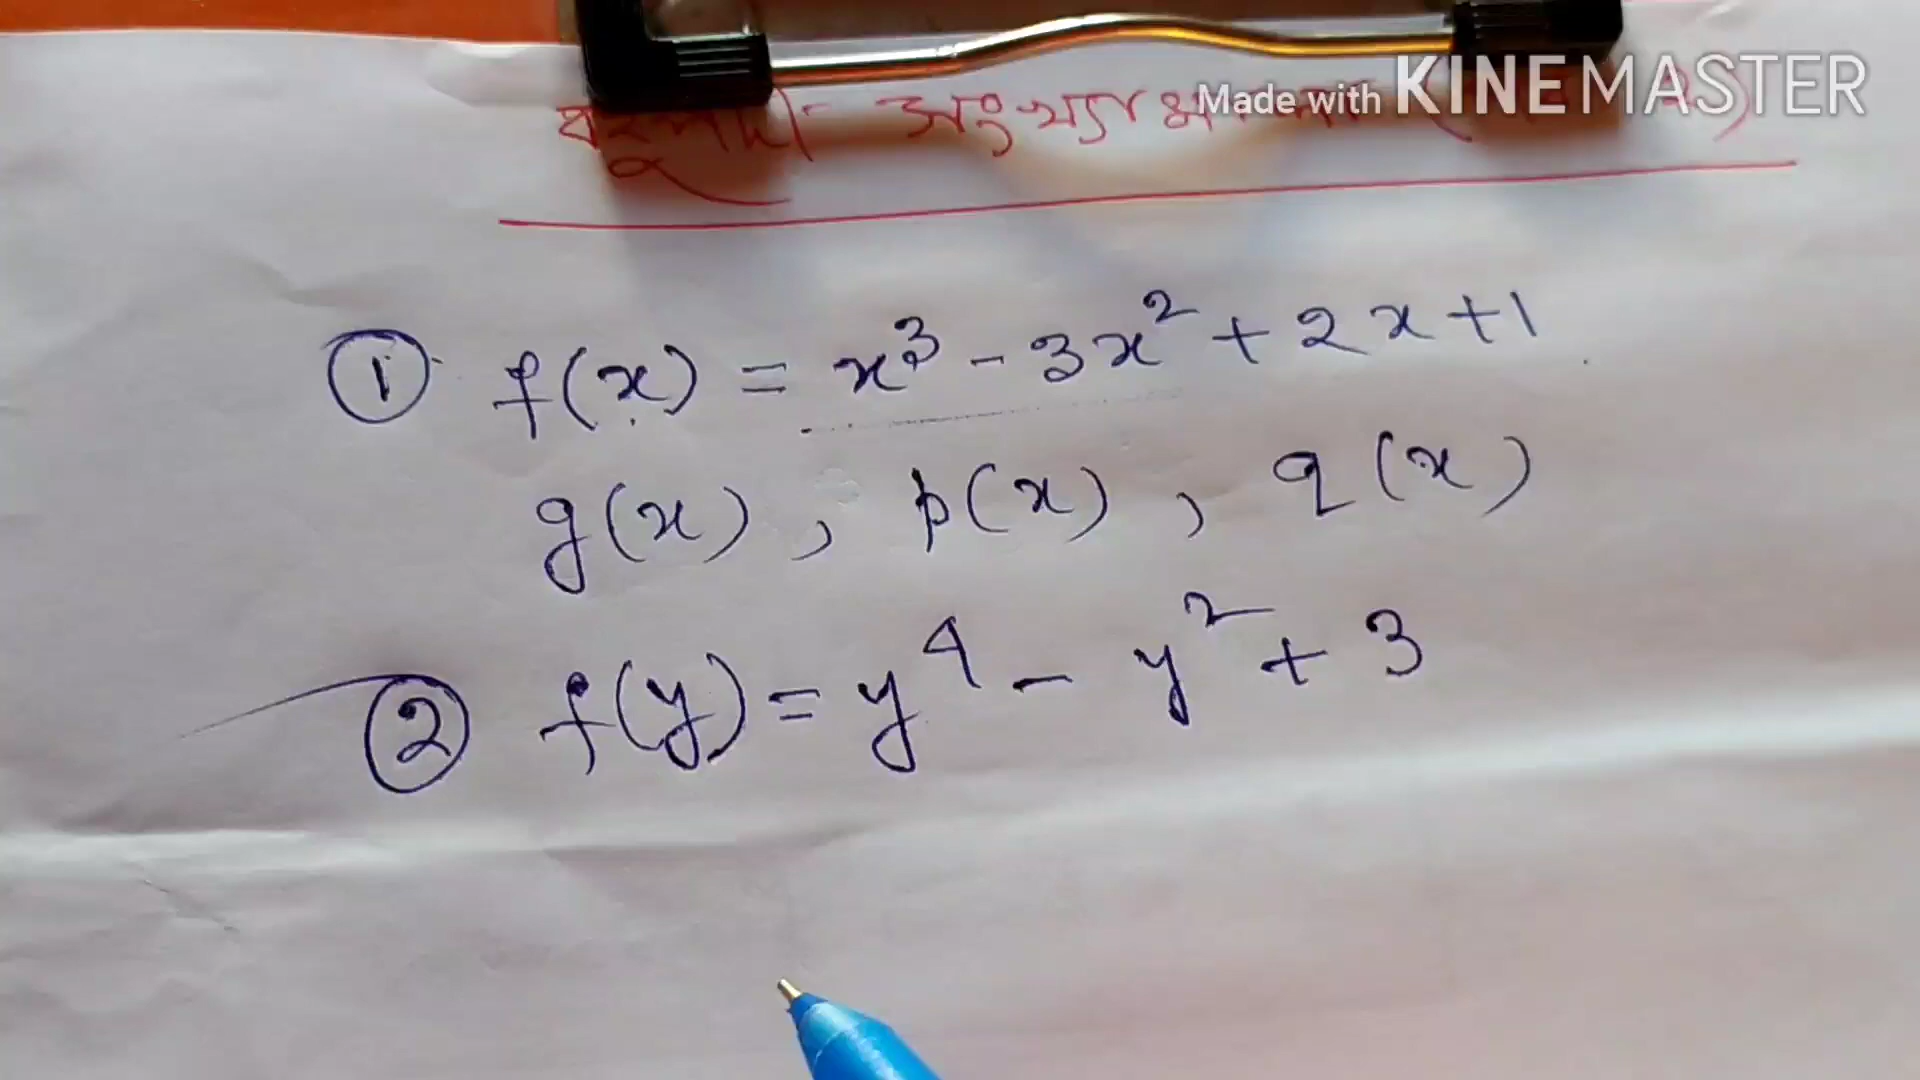 Made with KINEMASTER
① f(x) = x³ - 3x² + 2x + 1
g(x), p(x), q(x)
② f(y) = y⁴ - y² + 3